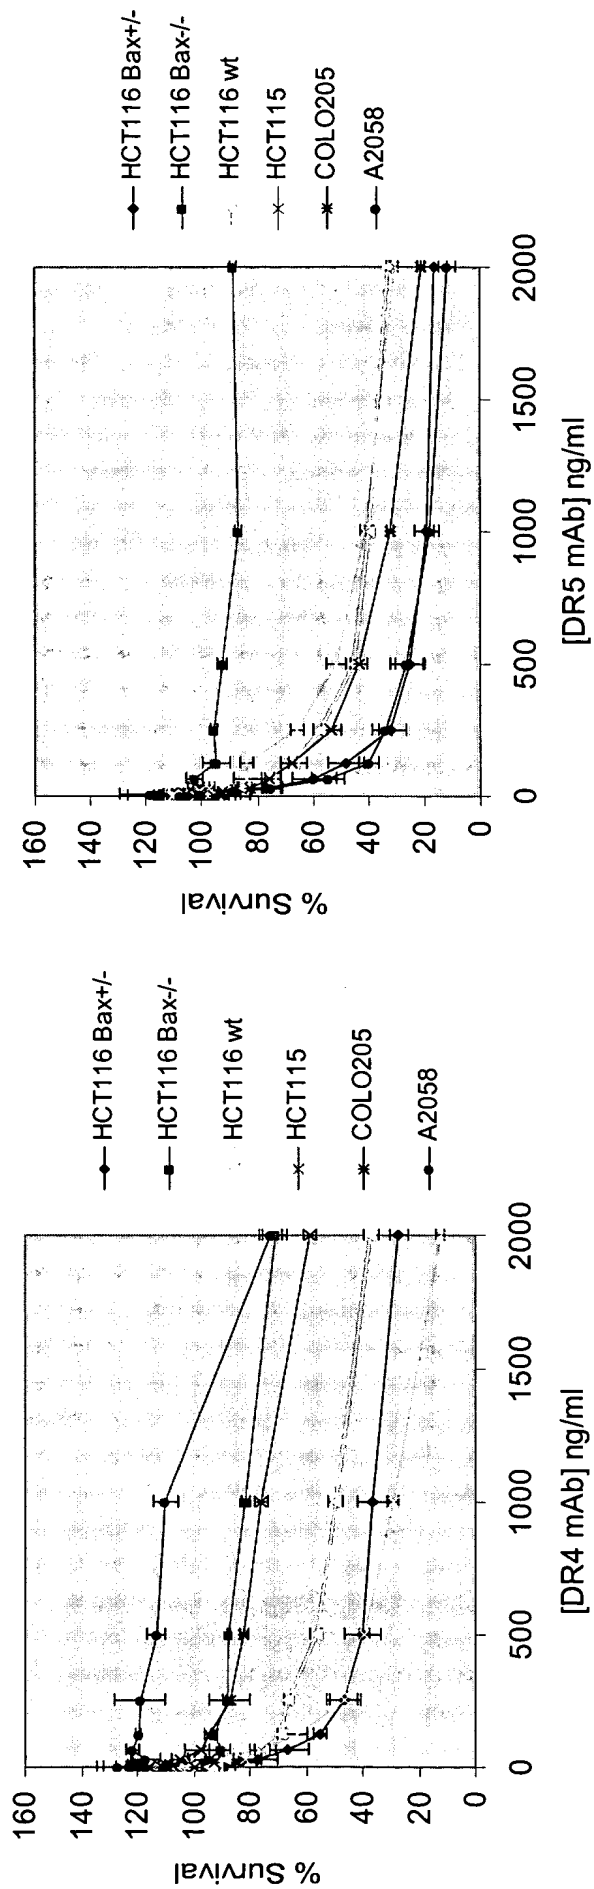 160
140
120
100
80
60
40
20
0
% Survival
0
500
1000
1500
2000
[DR4 mAb] ng/ml
HCT116 Bax+/-
HCT116 Bax-/-
HCT116 wt
HCT115
COLO205
A2058
160
140
120
100
80
60
40
20
0
% Survival
0
500
1000
1500
2000
[DR5 mAb] ng/ml
HCT116 Bax+/-
HCT116 Bax-/-
HCT116 wt
HCT115
COLO205
A2058